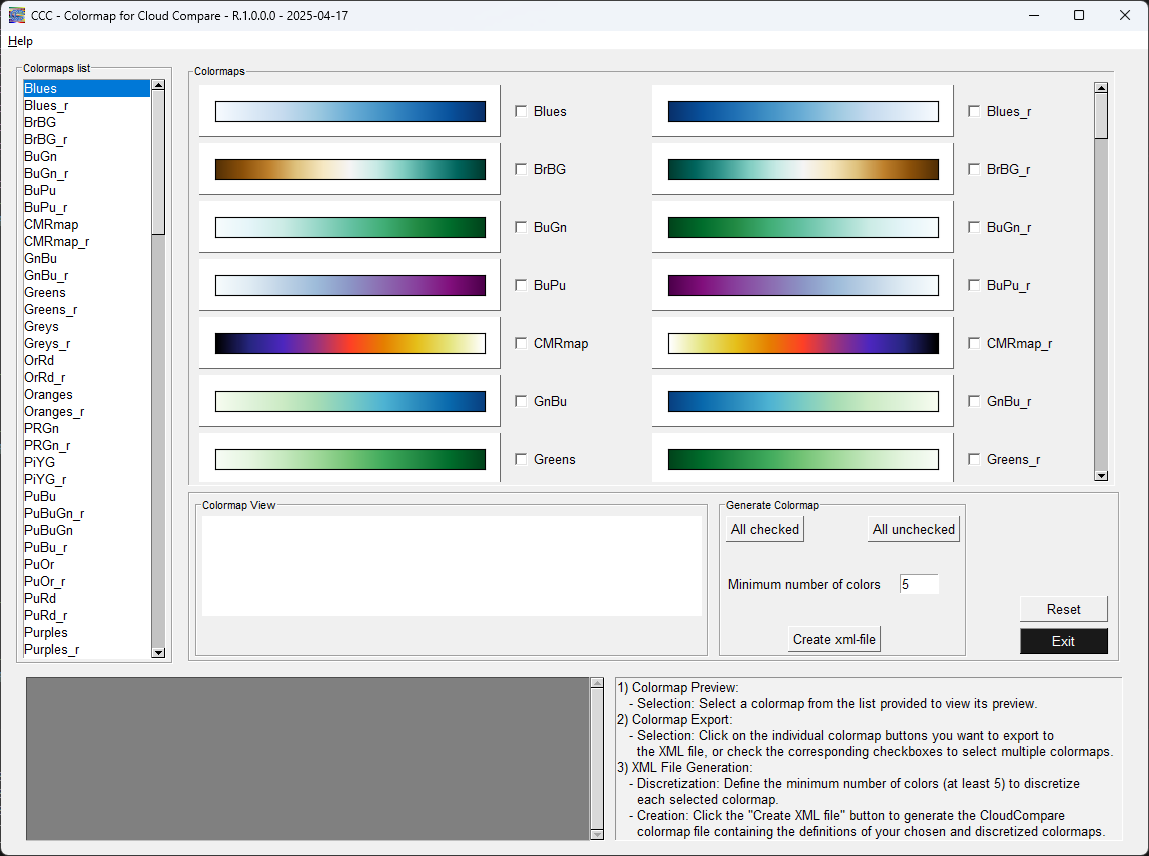 CCC - Colormap for Cloud Compare - R.1.0.0.0 - 2025-04-17
Help
Colormaps list
Blues
Blues_r
BrBG
BrBG_r
BuGn
BuGn_r
BuPu
BuPu_r
CMRmap
CMRmap_r
GnBu
GnBu_r
Greens
Greens_r
Greys
Greys_r
OrRd
OrRd_r
Oranges
Oranges_r
PRGn
PRGn_r
PiYG
PiYG_r
PuBu
PuBuGn_r
PuBuGn
PuBu_r
PuOr
PuOr_r
PuRd
PuRd_r
Purples
Purples_r
Colormaps
Blues Blues_r
BrBG BrBG_r
BuGn BuGn_r
BuPu BuPu_r
CMRmap CMRmap_r
GnBu GnBu_r
Greens Greens_r
Colormap View
Generate Colormap
All checked All unchecked
Minimum number of colors 5
Create xml-file
Reset
Exit
1) Colormap Preview:
- Selection: Select a colormap from the list provided to view its preview.
2) Colormap Export:
- Selection: Click on the individual colormap buttons you want to export to
the XML file, or check the corresponding checkboxes to select multiple colormaps.
3) XML File Generation:
- Discretization: Define the minimum number of colors (at least 5) to discretize
each selected colormap.
- Creation: Click the "Create XML file" button to generate the CloudCompare
colormap file containing the definitions of your chosen and discretized colormaps.